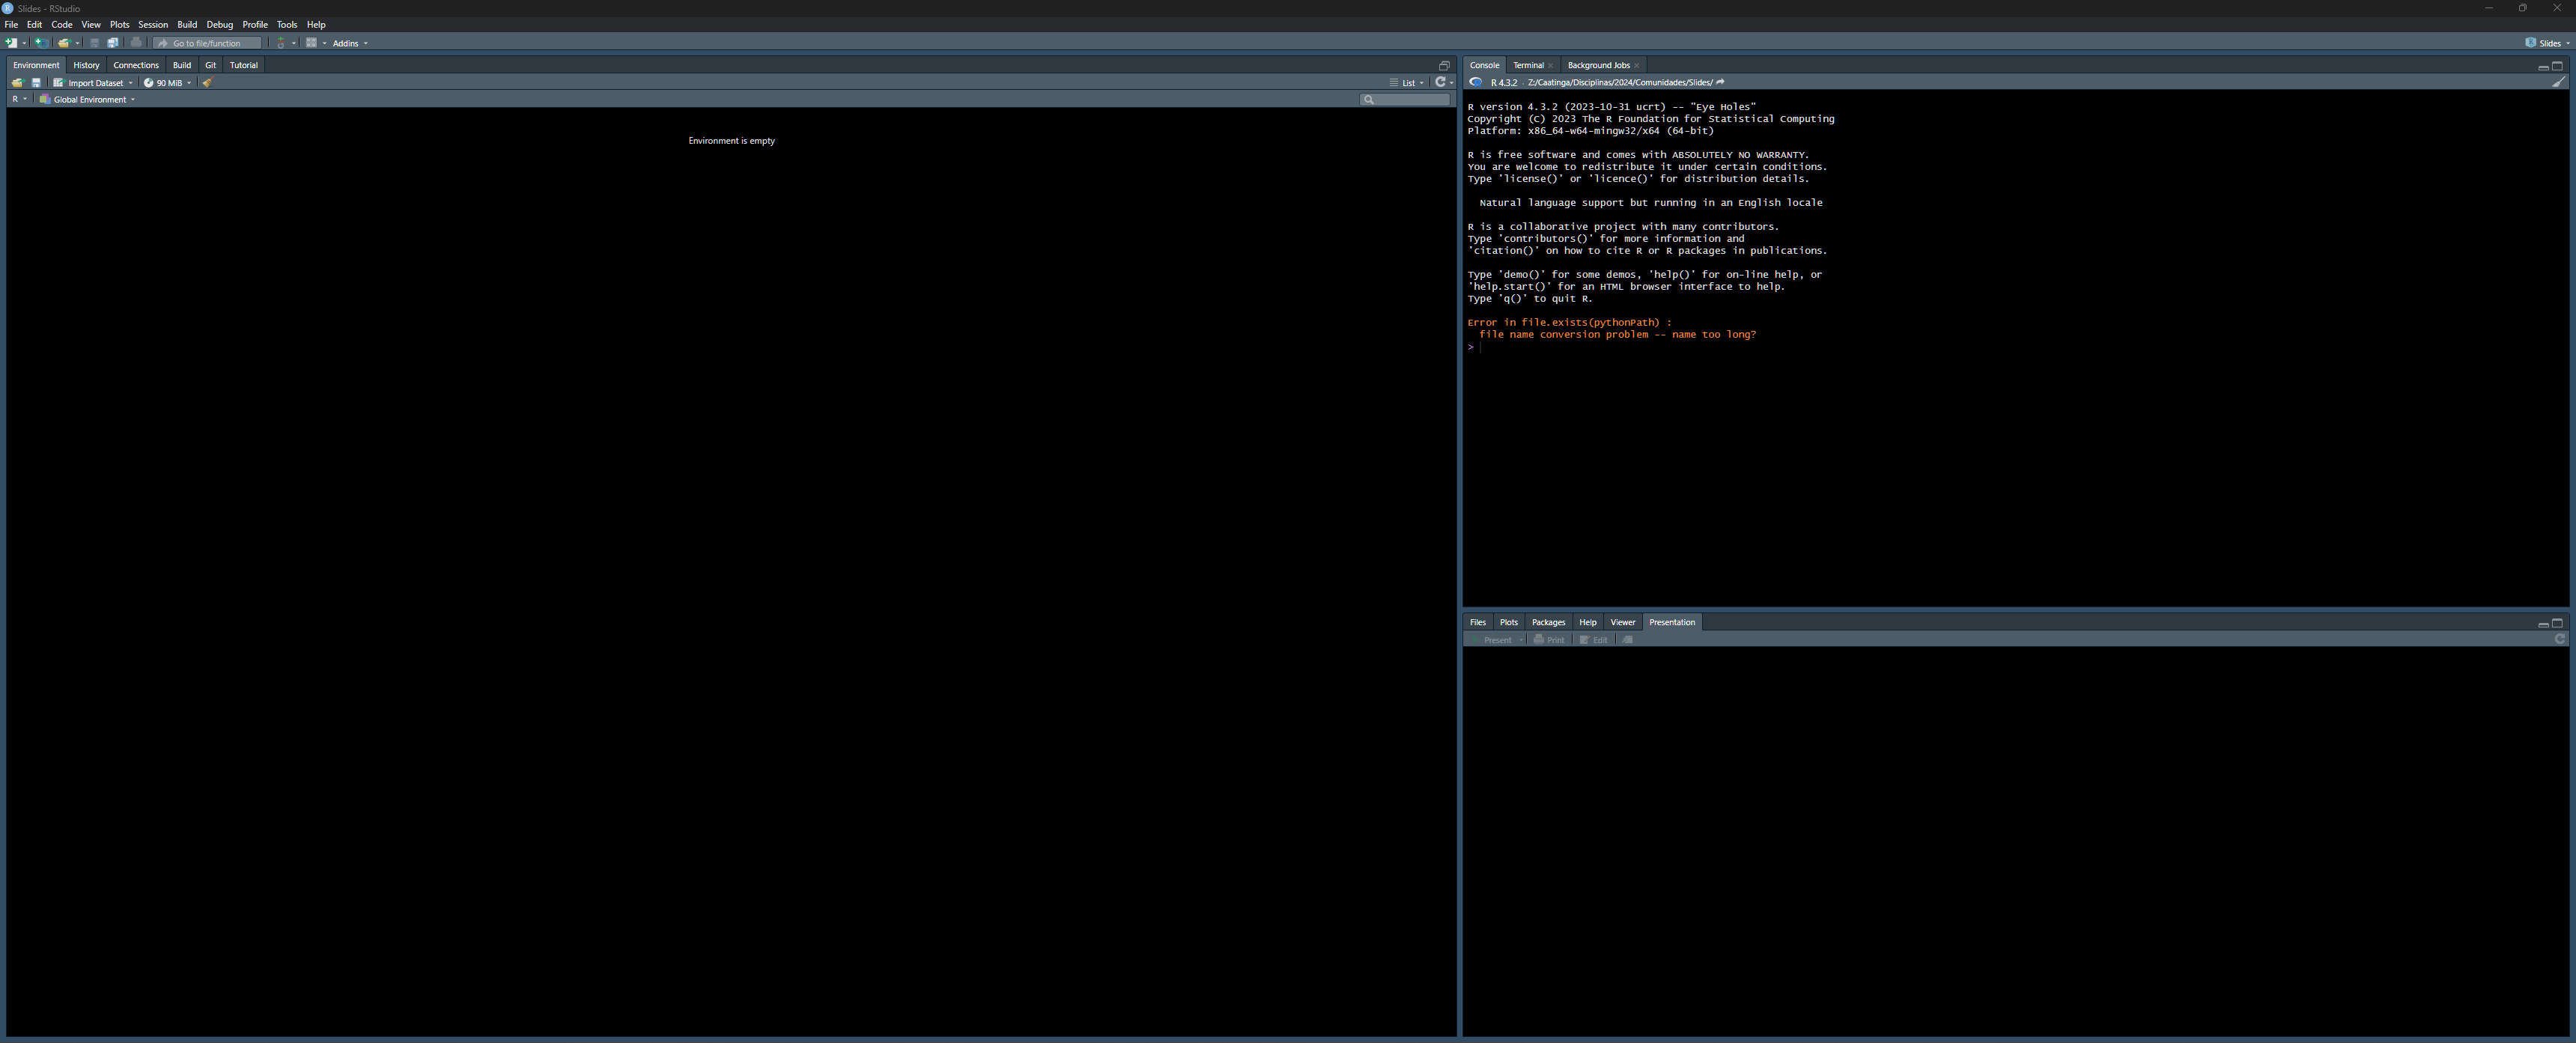 Slides - RStudio
File Edit Code View Plots Session Build Debug Profile Tools Help
Go to file/function Addins Slides
Environment History Connections Build Git Tutorial
Import Dataset 90 MiB List
R Global Environment
Environment is empty
Console Terminal Background Jobs
R 4.3.2 · Z:/Caatinga/Disciplinas/2024/Comunidades/Slides/
R version 4.3.2 (2023-10-31 ucrt) -- "Eye Holes"
Copyright (C) 2023 The R Foundation for Statistical Computing
Platform: x86_64-w64-mingw32/x64 (64-bit)
R is free software and comes with ABSOLUTELY NO WARRANTY.
You are welcome to redistribute it under certain conditions.
Type 'license()' or 'licence()' for distribution details.
Natural language support but running in an English locale
R is a collaborative project with many contributors.
Type 'contributors()' for more information and
'citation()' on how to cite R or R packages in publications.
Type 'demo()' for some demos, 'help()' for on-line help, or
'help.start()' for an HTML browser interface to help.
Type 'q()' to quit R.
Error in file.exists(pythonPath) :
file name conversion problem -- name too long?
>
Files Plots Packages Help Viewer Presentation
Present Print Edit